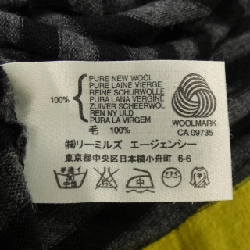 PURE NEW WOOL
PURE LAINE VIERGE
REINE SCHURWOLLE
100% PURA LANA VERGINE
ZUIVER SCHEERWOL
REN NY ULD
PURA LA VIRGEM
毛 100%
WOOLMARK
CA 09735
㈱リーミルズ エージェンシー
東京都中央区日本橋小舟町 6-6